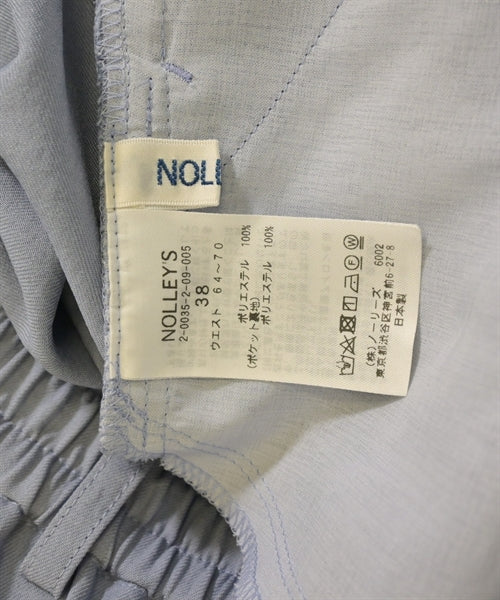 NOLL
NOLLEY'S
2-0035-2-09-005
38
ウエスト 64～70
ポリエステル 100%
(ポケット裏地)
ポリエステル 100%
6002
(株)ノーリーズ
東京都渋谷区神宮前6-27-8
日本製